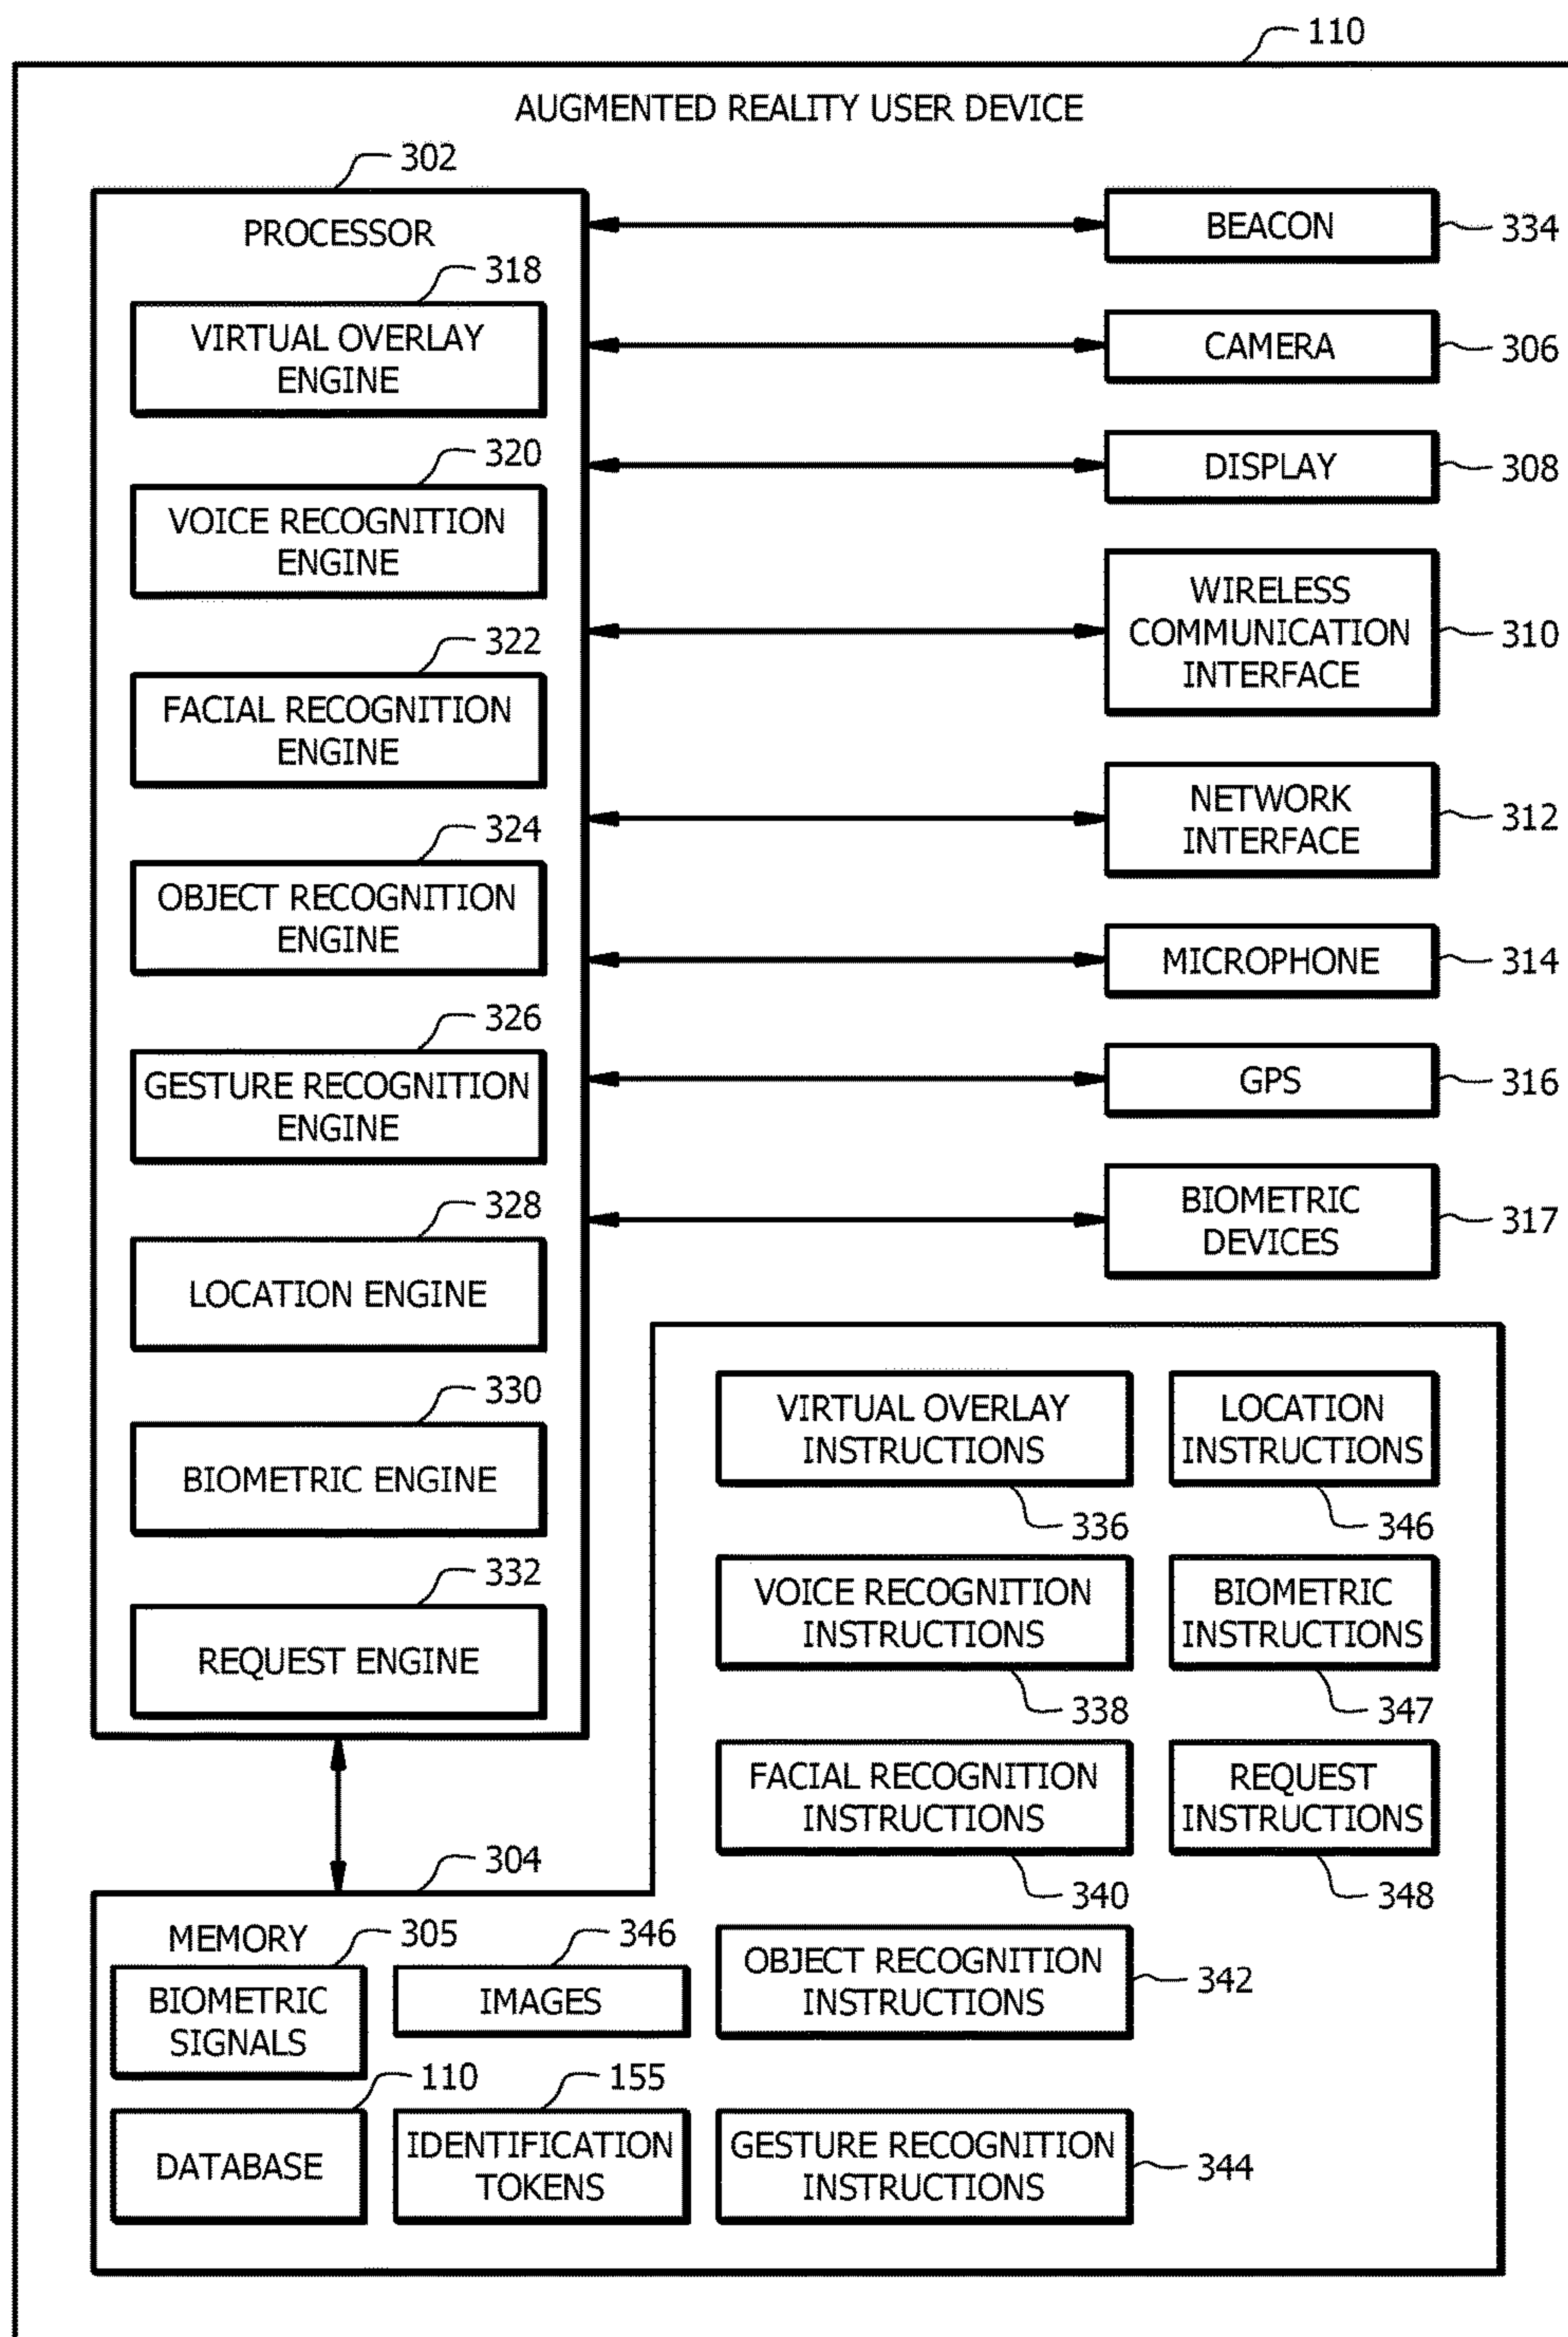 110
AUGMENTED REALITY USER DEVICE
302
PROCESSOR
318
VIRTUAL OVERLAY
ENGINE
320
VOICE RECOGNITION
ENGINE
322
FACIAL RECOGNITION
ENGINE
324
OBJECT RECOGNITION
ENGINE
326
GESTURE RECOGNITION
ENGINE
328
LOCATION ENGINE
330
BIOMETRIC ENGINE
332
REQUEST ENGINE
BEACON
334
CAMERA
306
DISPLAY
308
WIRELESS
COMMUNICATION
INTERFACE
310
NETWORK
INTERFACE
312
MICROPHONE
314
GPS
316
BIOMETRIC
DEVICES
317
304
MEMORY
305
BIOMETRIC
SIGNALS
346
IMAGES
110
DATABASE
155
IDENTIFICATION
TOKENS
VIRTUAL OVERLAY
INSTRUCTIONS
336
VOICE RECOGNITION
INSTRUCTIONS
338
FACIAL RECOGNITION
INSTRUCTIONS
340
OBJECT RECOGNITION
INSTRUCTIONS
342
GESTURE RECOGNITION
INSTRUCTIONS
344
LOCATION
INSTRUCTIONS
346
BIOMETRIC
INSTRUCTIONS
347
REQUEST
INSTRUCTIONS
348